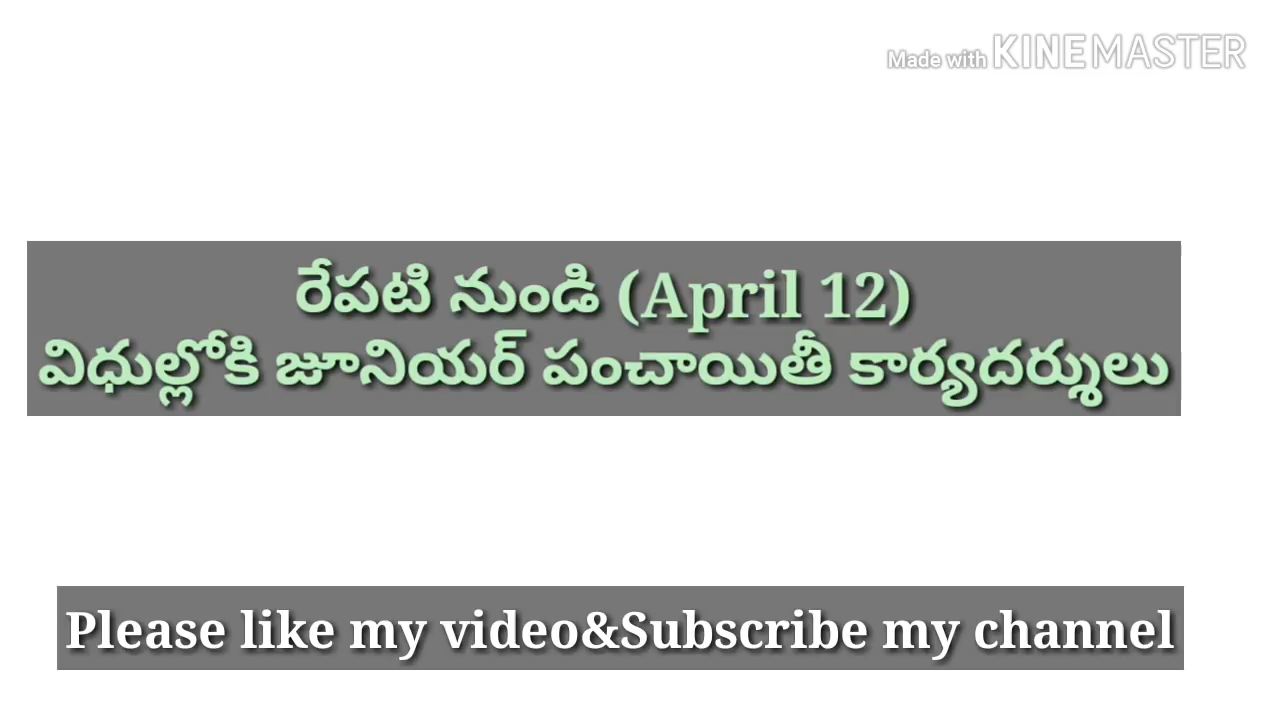 Made with KINEMASTER
రేపటి నుండి (April 12)
విధుల్లోకి జూనియర్ పంచాయితీ కార్యదర్శులు
Please like my video&Subscribe my channel